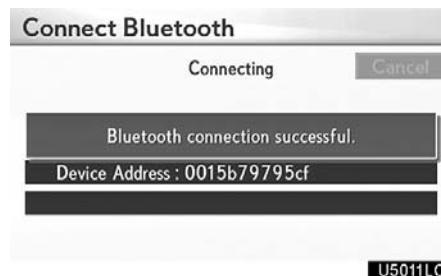 Connect Bluetooth
Connecting
Cancel
Bluetooth connection successful.
Device Address : 0015b79795cf
U5011LC